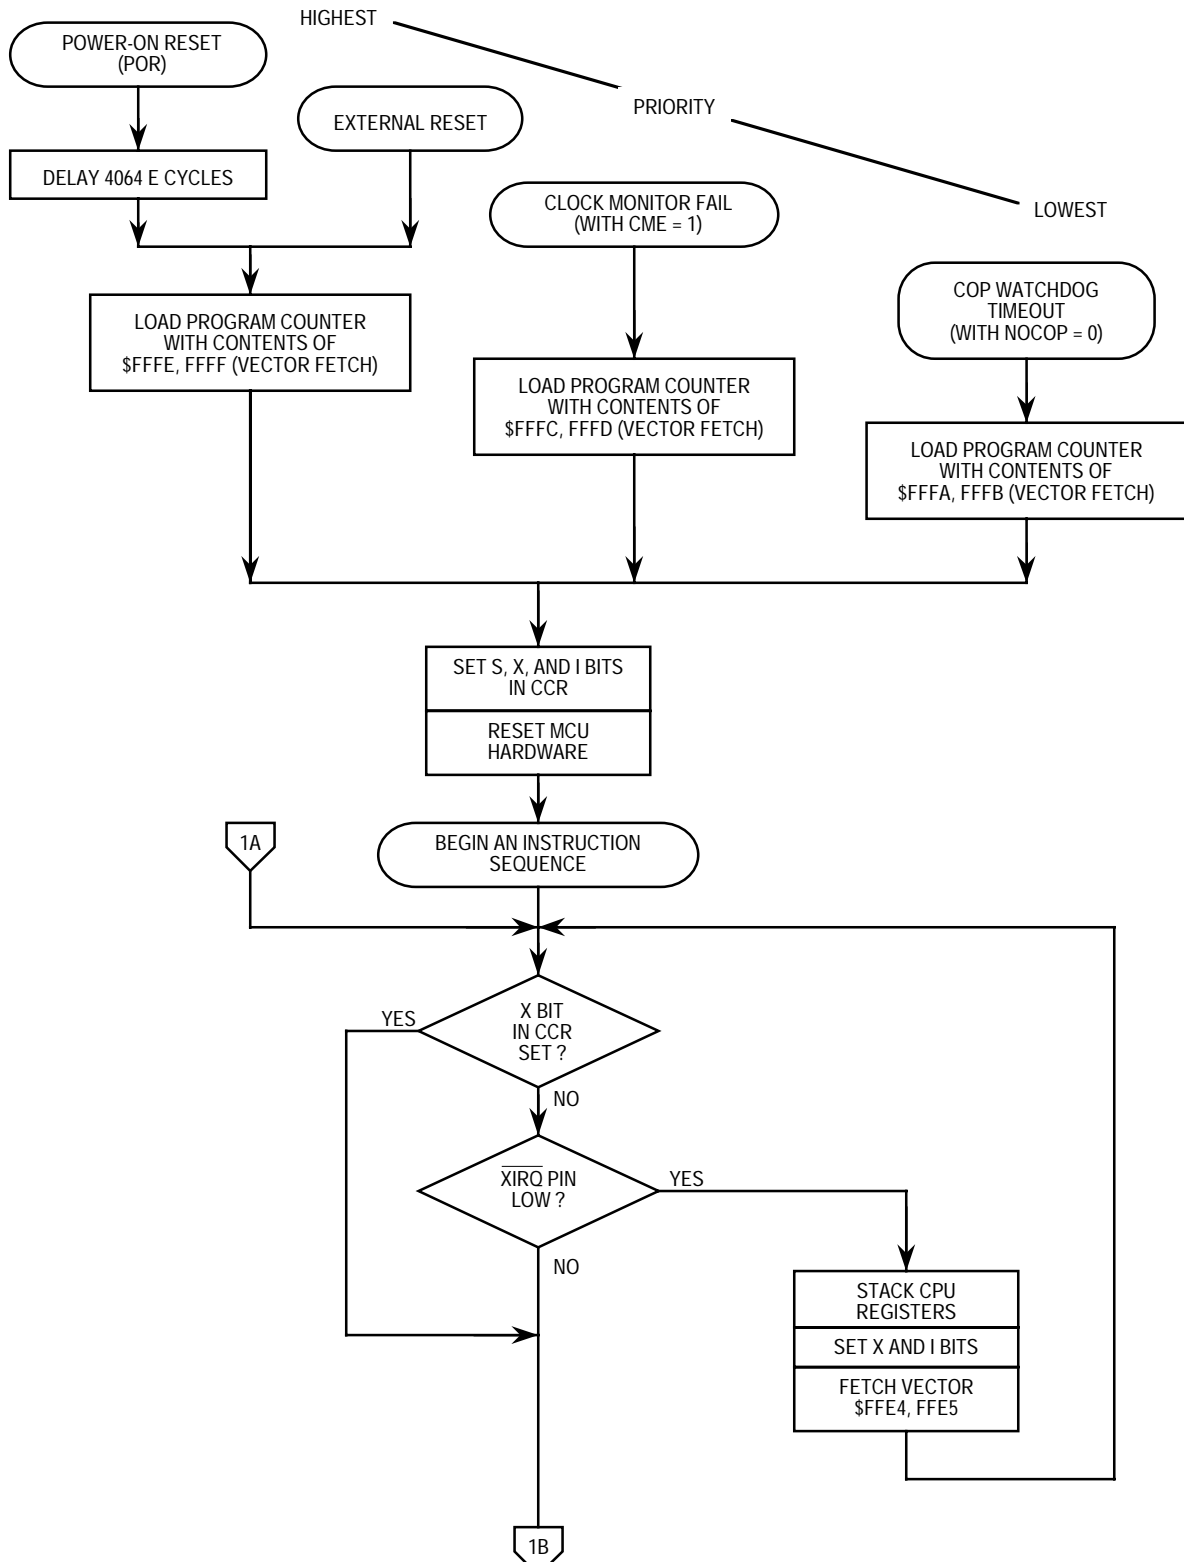 HIGHEST
POWER-ON RESET
(POR)
PRIORITY
EXTERNAL RESET
DELAY 4064 E CYCLES
CLOCK MONITOR FAIL
(WITH CME = 1)
LOWEST
COP WATCHDOG
TIMEOUT
(WITH NOCOP = 0)
LOAD PROGRAM COUNTER
WITH CONTENTS OF
$FFFE, FFFF (VECTOR FETCH)
LOAD PROGRAM COUNTER
WITH CONTENTS OF
$FFFC, FFFD (VECTOR FETCH)
LOAD PROGRAM COUNTER
WITH CONTENTS OF
$FFFA, FFFB (VECTOR FETCH)
SET S, X, AND I BITS
IN CCR
RESET MCU
HARDWARE
1A
BEGIN AN INSTRUCTION
SEQUENCE
X BIT
IN CCR
SET ?
YES
NO
XIRQ PIN
LOW ?
YES
NO
STACK CPU
REGISTERS
SET X AND I BITS
FETCH VECTOR
$FFE4, FFE5
1B